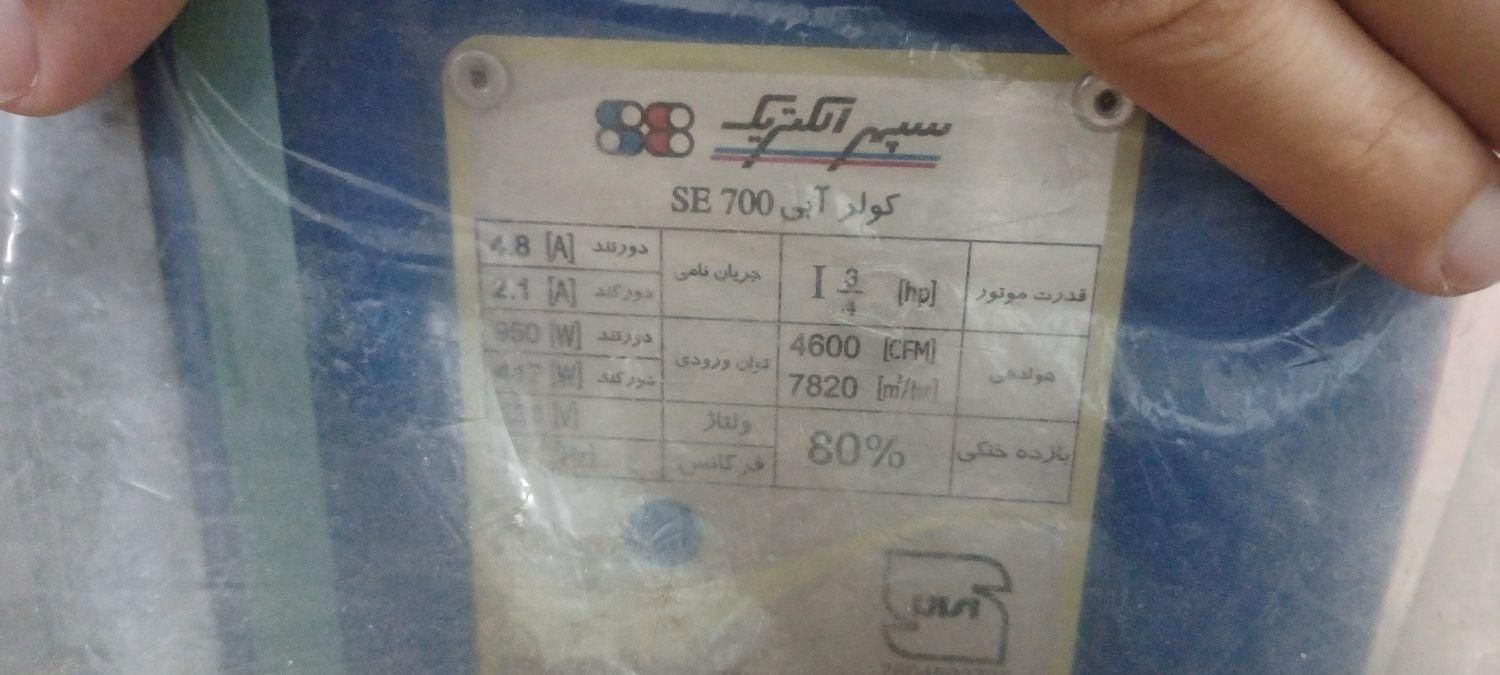 سپهر الکتریک
کولر آبی SE 700
قدرت موتور I 3/4 [hp] جریان نامی دور تند 4.8 [A]
دور کند 2.1 [A]
هوادهی 4600 [CFM] توان ورودی دور تند 950 [W]
7820 [m³/hr] دور کند [W]
بازده خنکی 80% ولتاژ [V]
فرکانس [Hz]